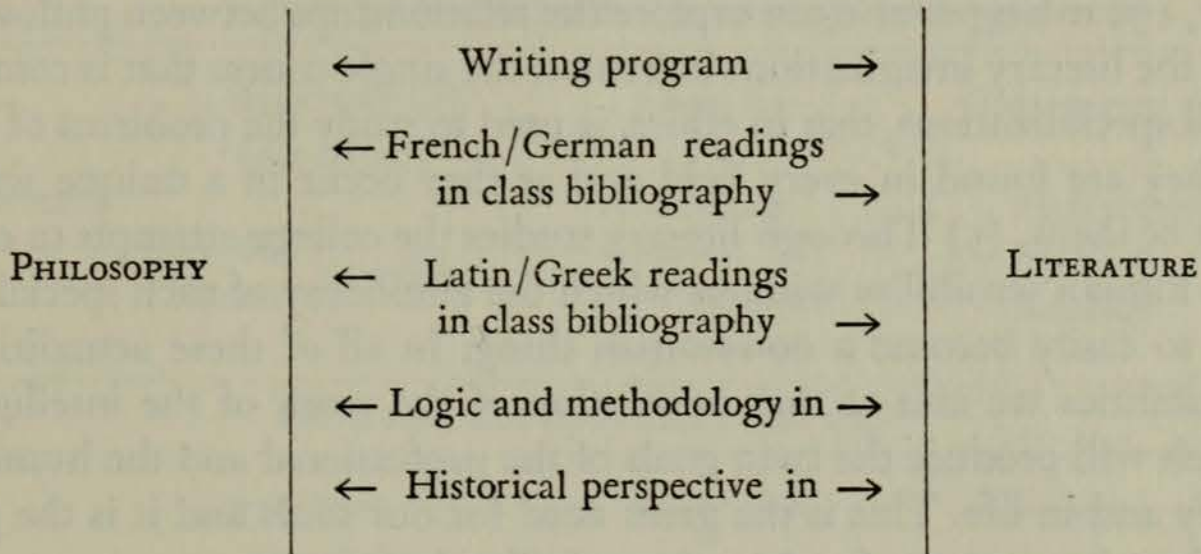 ← Writing program →
← French/German readings
in class bibliography →
PHILOSOPHY ← Latin/Greek readings LITERATURE
in class bibliography →
← Logic and methodology in →
← Historical perspective in →